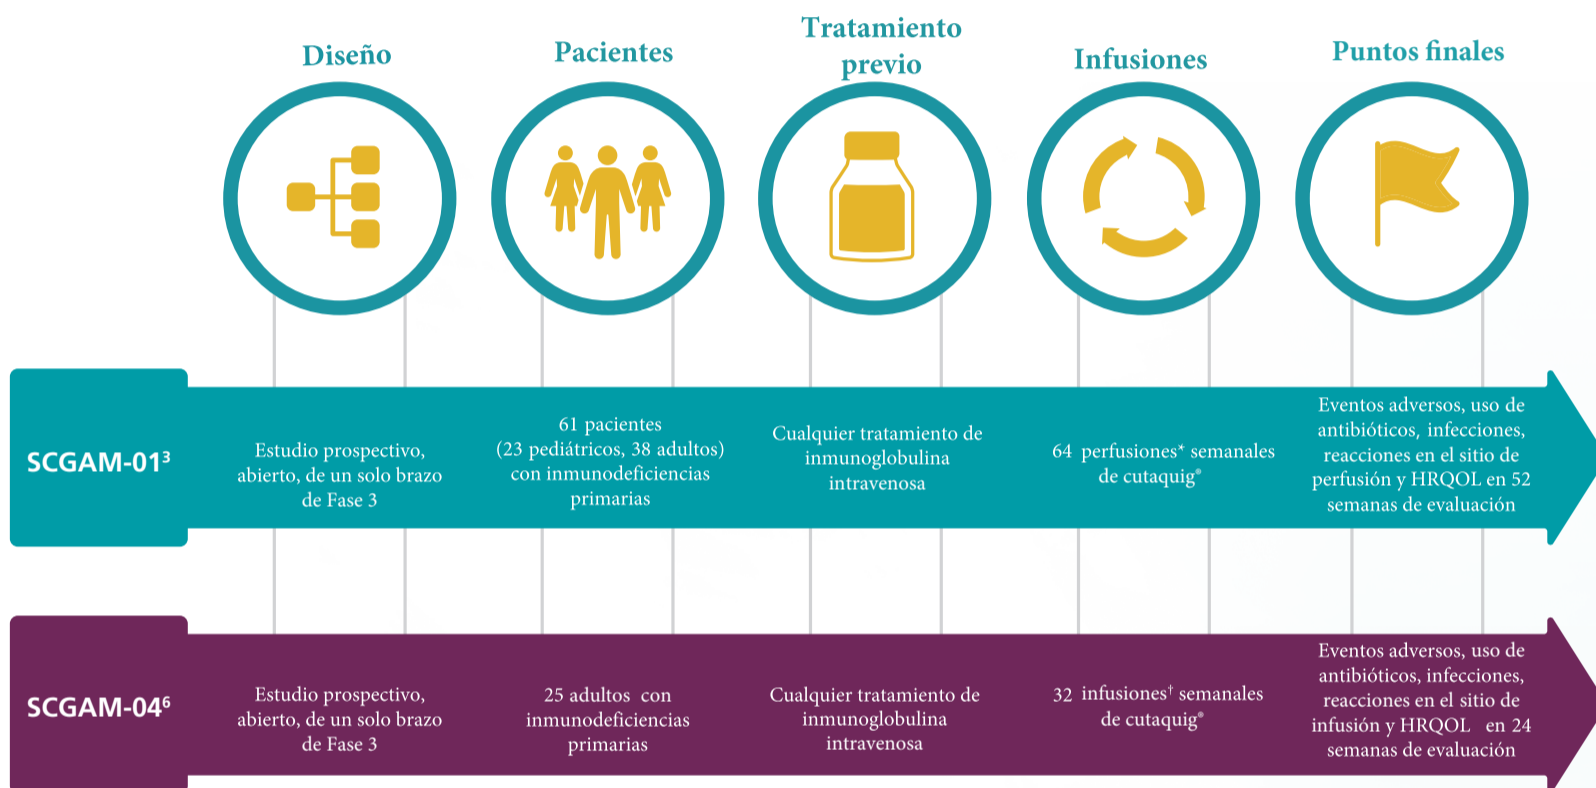 Diseño
Pacientes
Tratamiento
previo
Infusiones
Puntos finales
SCGAM-01³
Estudio prospectivo,
abierto, de un solo brazo
de Fase 3
61 pacientes
(23 pediátricos, 38 adultos)
con inmunodeficiencias
primarias
Cualquier tratamiento de
inmunoglobulina
intravenosa
64 perfusiones* semanales
de cutaquig®
Eventos adversos, uso de
antibióticos, infecciones,
reacciones en el sitio de
perfusión y HRQOL en 52
semanas de evaluación
SCGAM-04⁶
Estudio prospectivo,
abierto, de un solo brazo
de Fase 3
25 adultos con
inmunodeficiencias
primarias
Cualquier tratamiento de
inmunoglobulina
intravenosa
32 infusiones† semanales
de cutaquig®
Eventos adversos, uso de
antibióticos, infecciones,
reacciones en el sitio de
infusión y HRQOL en 24
semanas de evaluación